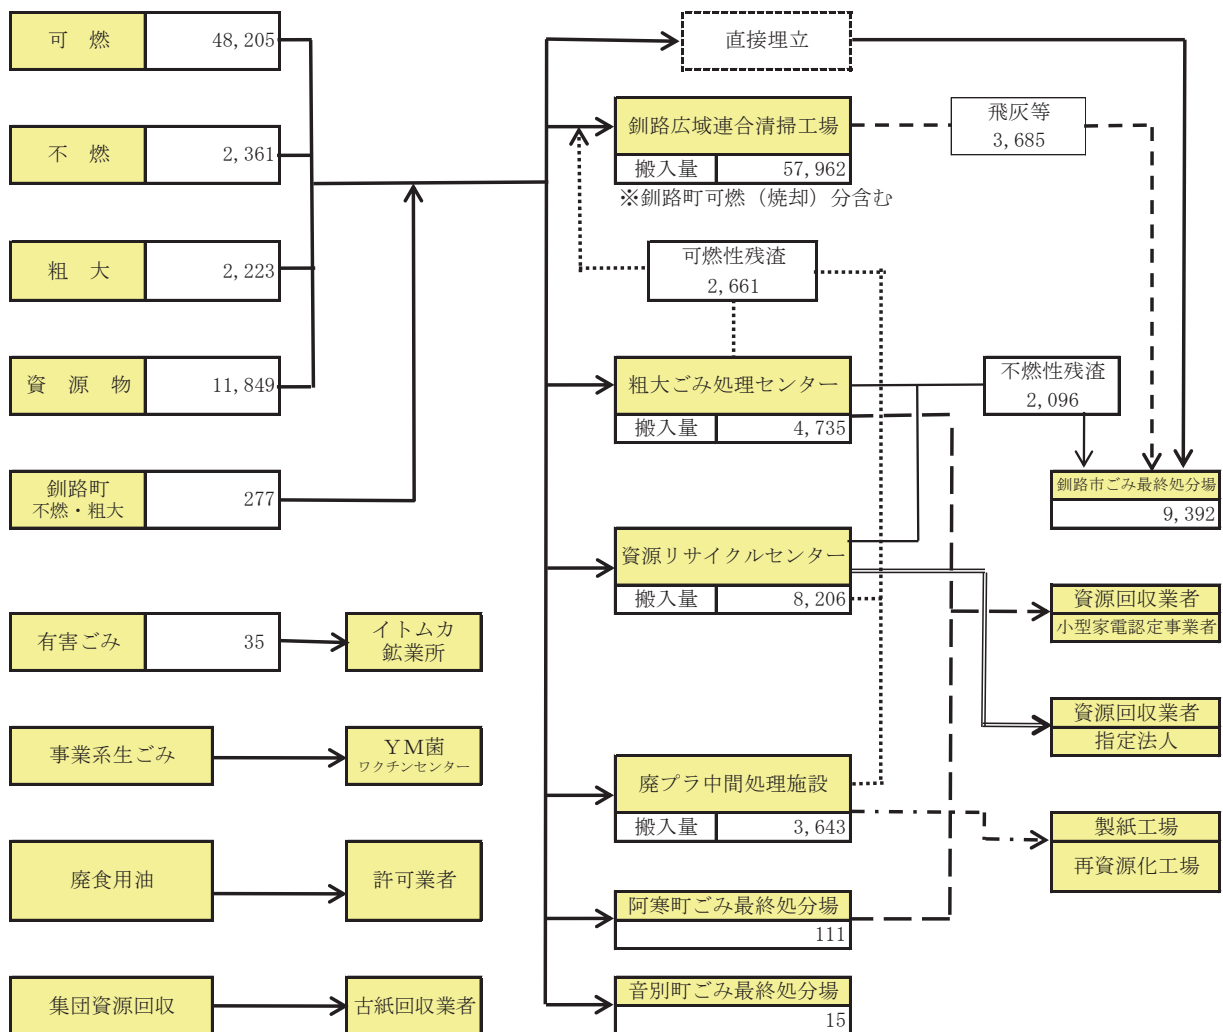 可　燃
48,205
不　燃
2,361
粗　大
2,223
資　源　物
11,849
釧路町
不燃・粗大
277
有害ごみ
35
イトムカ
鉱業所
事業系生ごみ
ＹＭ菌
ワクチンセンター
廃食用油
許可業者
集団資源回収
古紙回収業者
直接埋立
釧路広域連合清掃工場
搬入量
57,962
※釧路町可燃（焼却）分含む
可燃性残渣
2,661
粗大ごみ処理センター
搬入量
4,735
資源リサイクルセンター
搬入量
8,206
廃プラ中間処理施設
搬入量
3,643
阿寒町ごみ最終処分場
111
音別町ごみ最終処分場
15
飛灰等
3,685
不燃性残渣
2,096
釧路市ごみ最終処分場
9,392
資源回収業者
小型家電認定事業者
資源回収業者
指定法人
製紙工場
再資源化工場